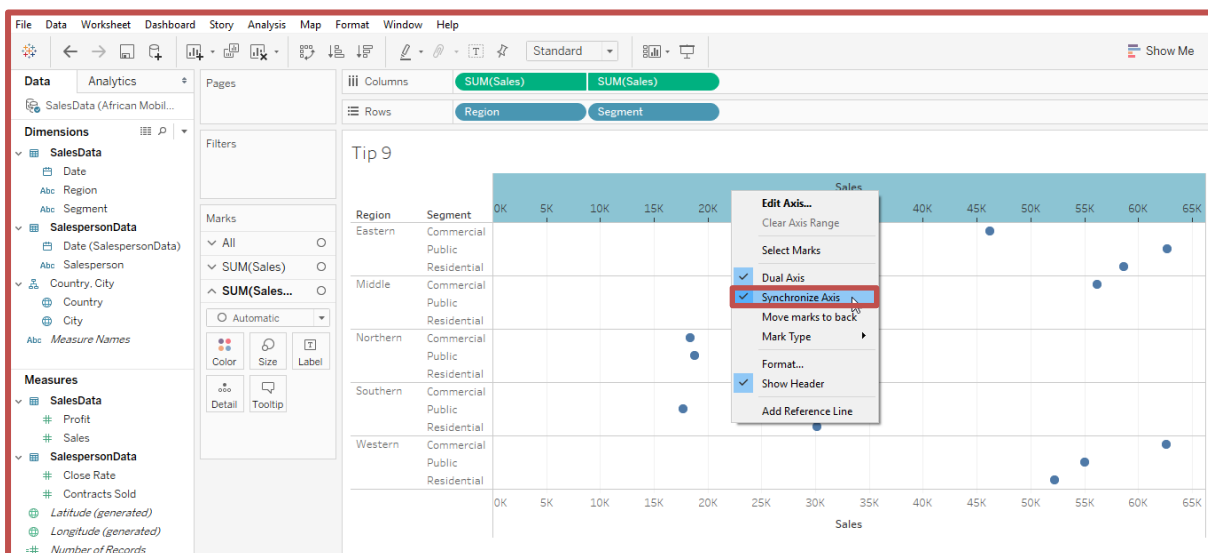 File Data Worksheet Dashboard Story Analysis Map Format Window Help
Standard
Show Me
Data Analytics
Pages
iii Columns SUM(Sales) SUM(Sales)
SalesData (African Mobil...
Rows Region Segment
Dimensions
SalesData
Date
Abc Region
Abc Segment
SalespersonData
Date (SalespersonData)
Abc Salesperson
Country, City
Country
City
Abc Measure Names
Measures
SalesData
# Profit
# Sales
SalespersonData
# Close Rate
# Contracts Sold
Latitude (generated)
Longitude (generated)
=# Number of Records
Filters
Marks
All
SUM(Sales)
SUM(Sales...
Automatic
Color Size Label
Detail Tooltip
Tip 9
Sales
0K 5K 10K 15K 20K 40K 45K 50K 55K 60K 65K
Region Segment
Eastern Commercial
Public
Residential
Middle Commercial
Public
Residential
Northern Commercial
Public
Residential
Southern Commercial
Public
Residential
Western Commercial
Public
Residential
0K 5K 10K 15K 20K 25K 30K 35K 40K 45K 50K 55K 60K 65K
Sales
Edit Axis...
Clear Axis Range
Select Marks
Dual Axis
Synchronize Axis
Move marks to back
Mark Type
Format...
Show Header
Add Reference Line